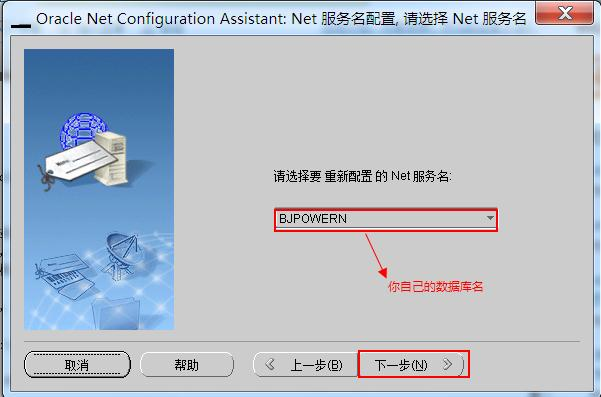 Oracle Net Configuration Assistant: Net 服务名配置, 请选择 Net 服务名
请选择要 重新配置 的 Net 服务名:
BJPOWERN
你自己的数据库名
取消 帮助 上一步(B) 下一步(N)